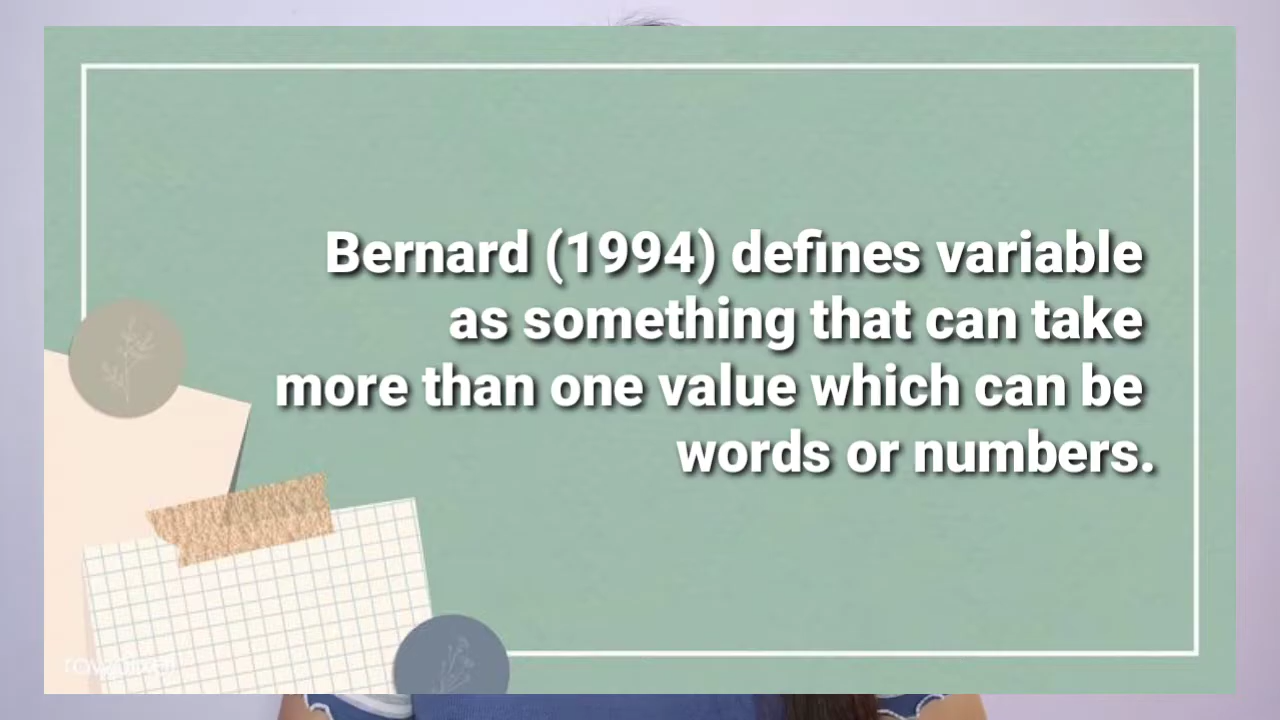 Bernard (1994) defines variable
as something that can take
more than one value which can be
words or numbers.
rawpixel